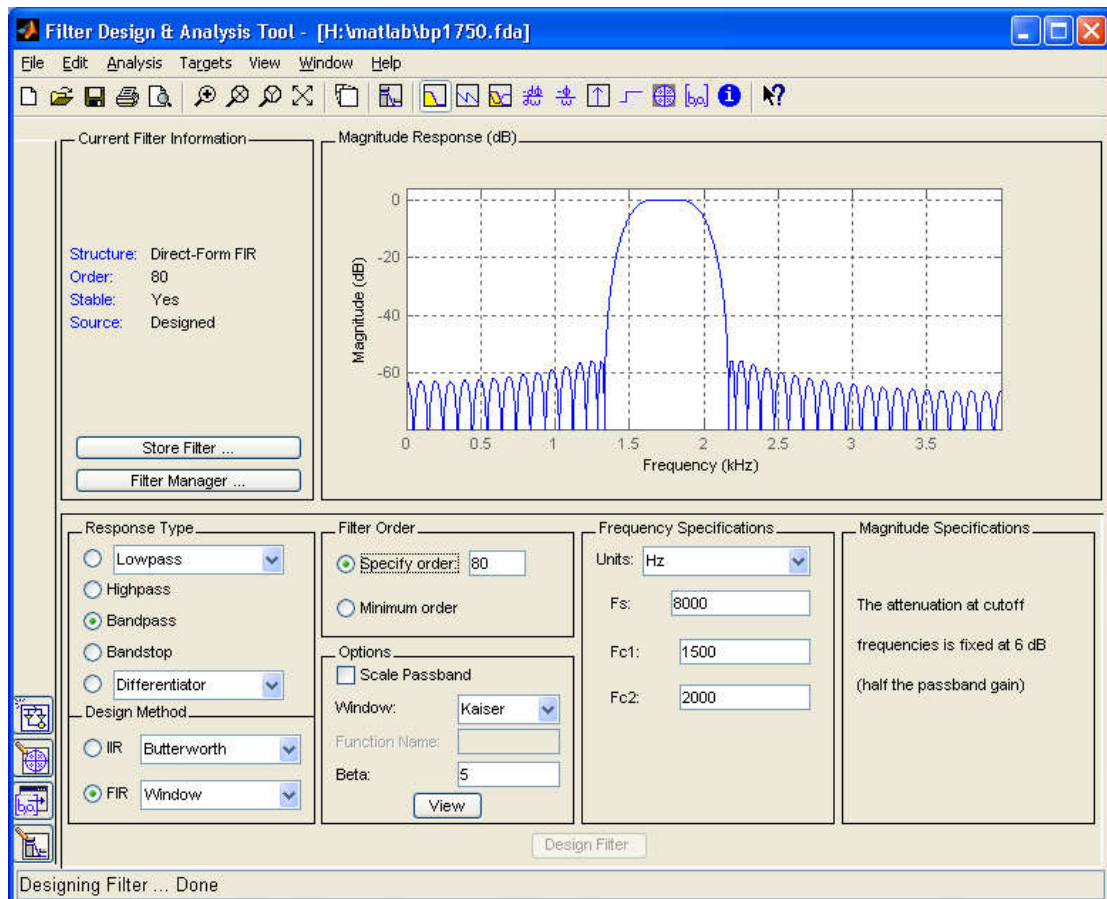 Filter Design & Analysis Tool - [H:\matlab\bp1750.fda]
File Edit Analysis Targets View Window Help
Current Filter Information
Structure: Direct-Form FIR
Order: 80
Stable: Yes
Source: Designed
Store Filter ...
Filter Manager ...
Magnitude Response (dB)
Magnitude (dB)
0
-20
-40
-60
0 0.5 1 1.5 2 2.5 3 3.5
Frequency (kHz)
Response Type
Lowpass
Highpass
Bandpass
Bandstop
Differentiator
Design Method
IIR Butterworth
FIR Window
Filter Order
Specify order: 80
Minimum order
Options
Scale Passband
Window: Kaiser
Function Name:
Beta: 5
View
Frequency Specifications
Units: Hz
Fs: 8000
Fc1: 1500
Fc2: 2000
Magnitude Specifications
The attenuation at cutoff
frequencies is fixed at 6 dB
(half the passband gain)
Design Filter
Designing Filter ... Done